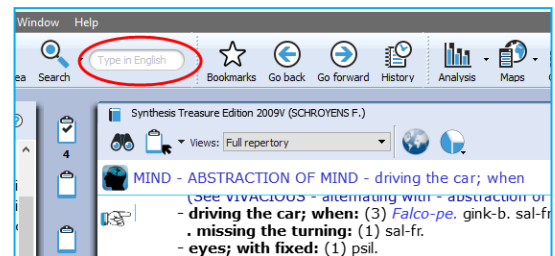 Window Help
Search
Type in English
Bookmarks Go back Go forward History Analysis Maps
Synthesis Treasure Edition 2009V (SCHROYENS F.)
4
Views: Full repertory
MIND - ABSTRACTION OF MIND - driving the car; when
(See VIVACIOUS - alternating with - abstraction of
- driving the car; when: (3) Falco-pe. gink-b. sal-fr
. missing the turning: (1) sal-fr.
- eyes; with fixed: (1) psil.